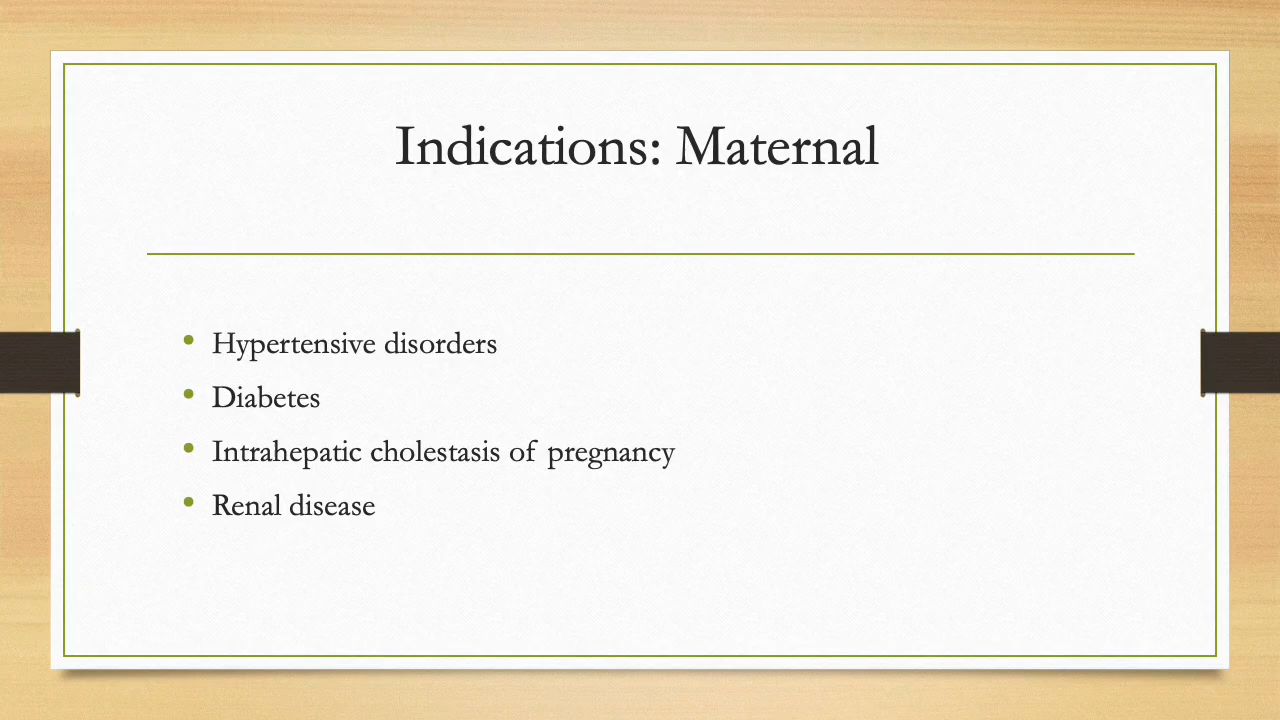 Indications: Maternal
• Hypertensive disorders
• Diabetes
• Intrahepatic cholestasis of pregnancy
• Renal disease